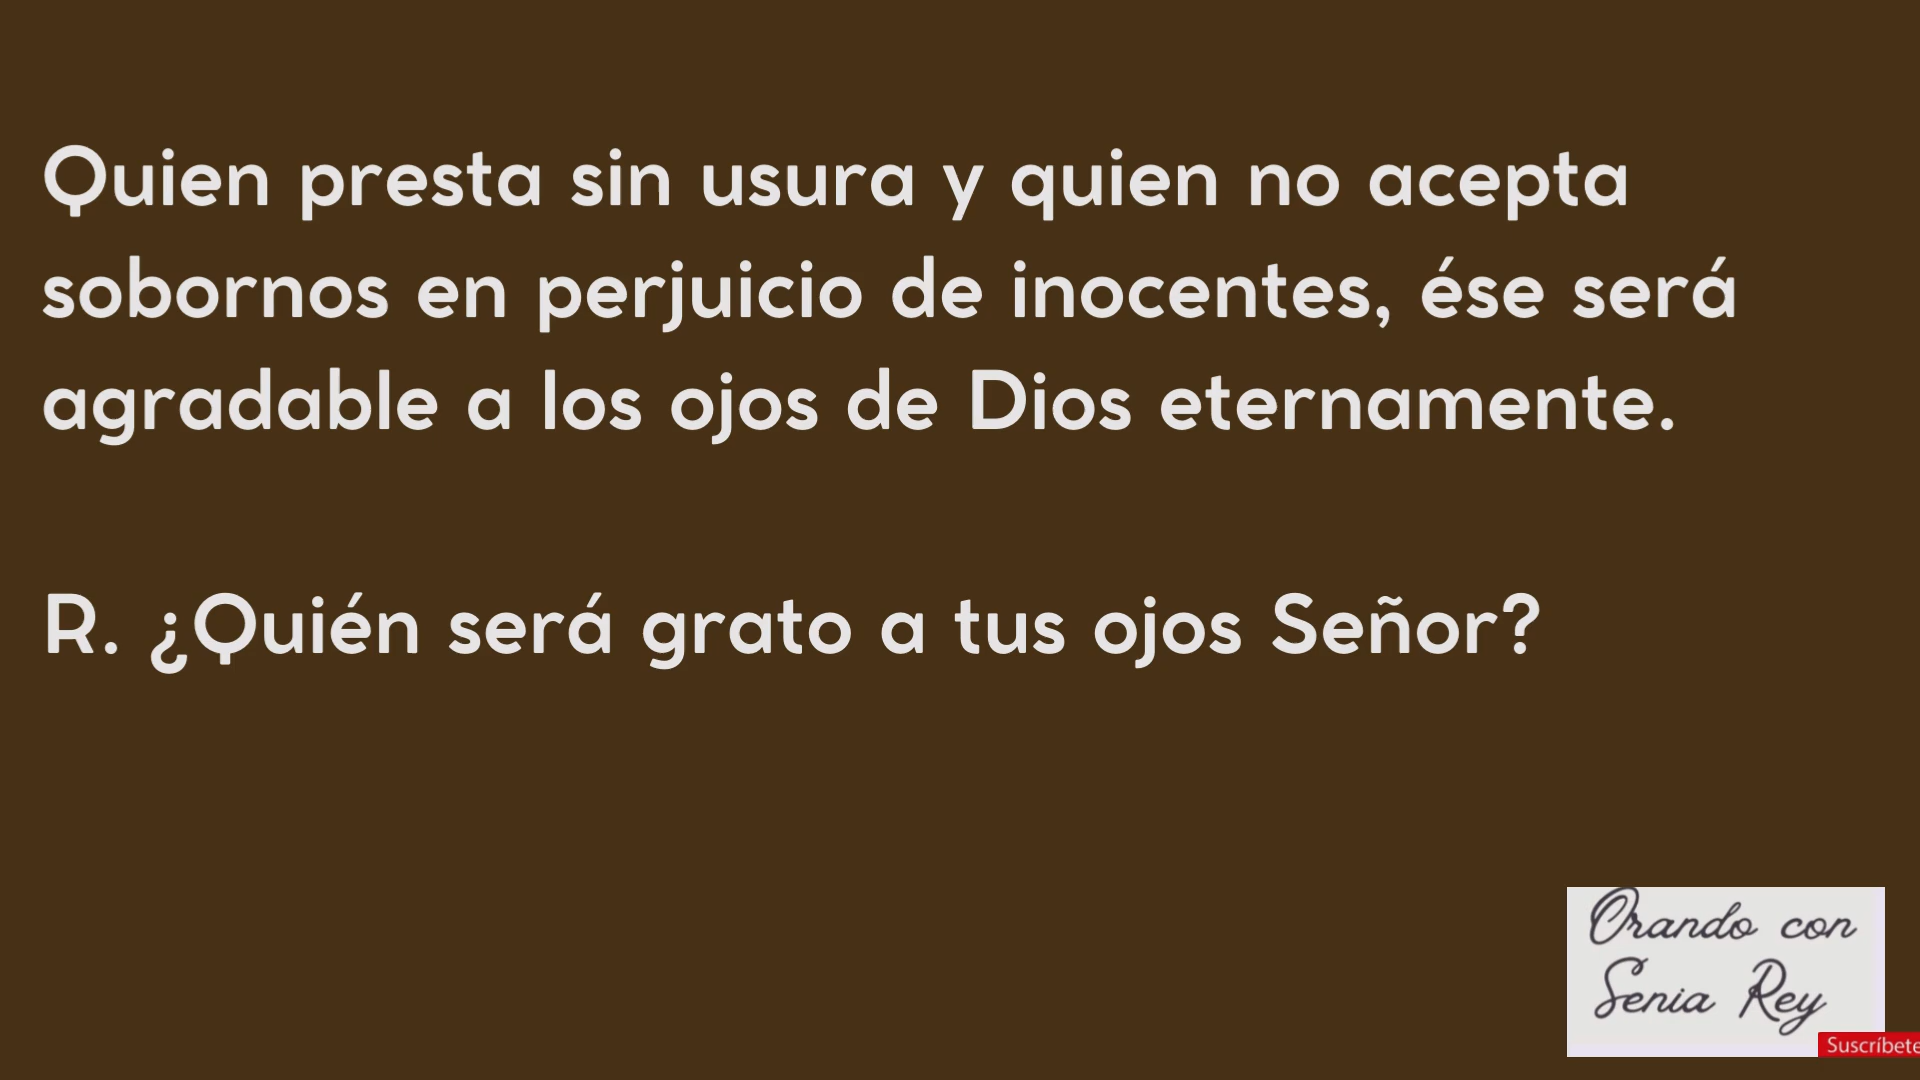 Quien presta sin usura y quien no acepta
sobornos en perjuicio de inocentes, ése será
agradable a los ojos de Dios eternamente.
R. ¿Quién será grato a tus ojos Señor?
Orando con
Senia Rey
Suscríbete